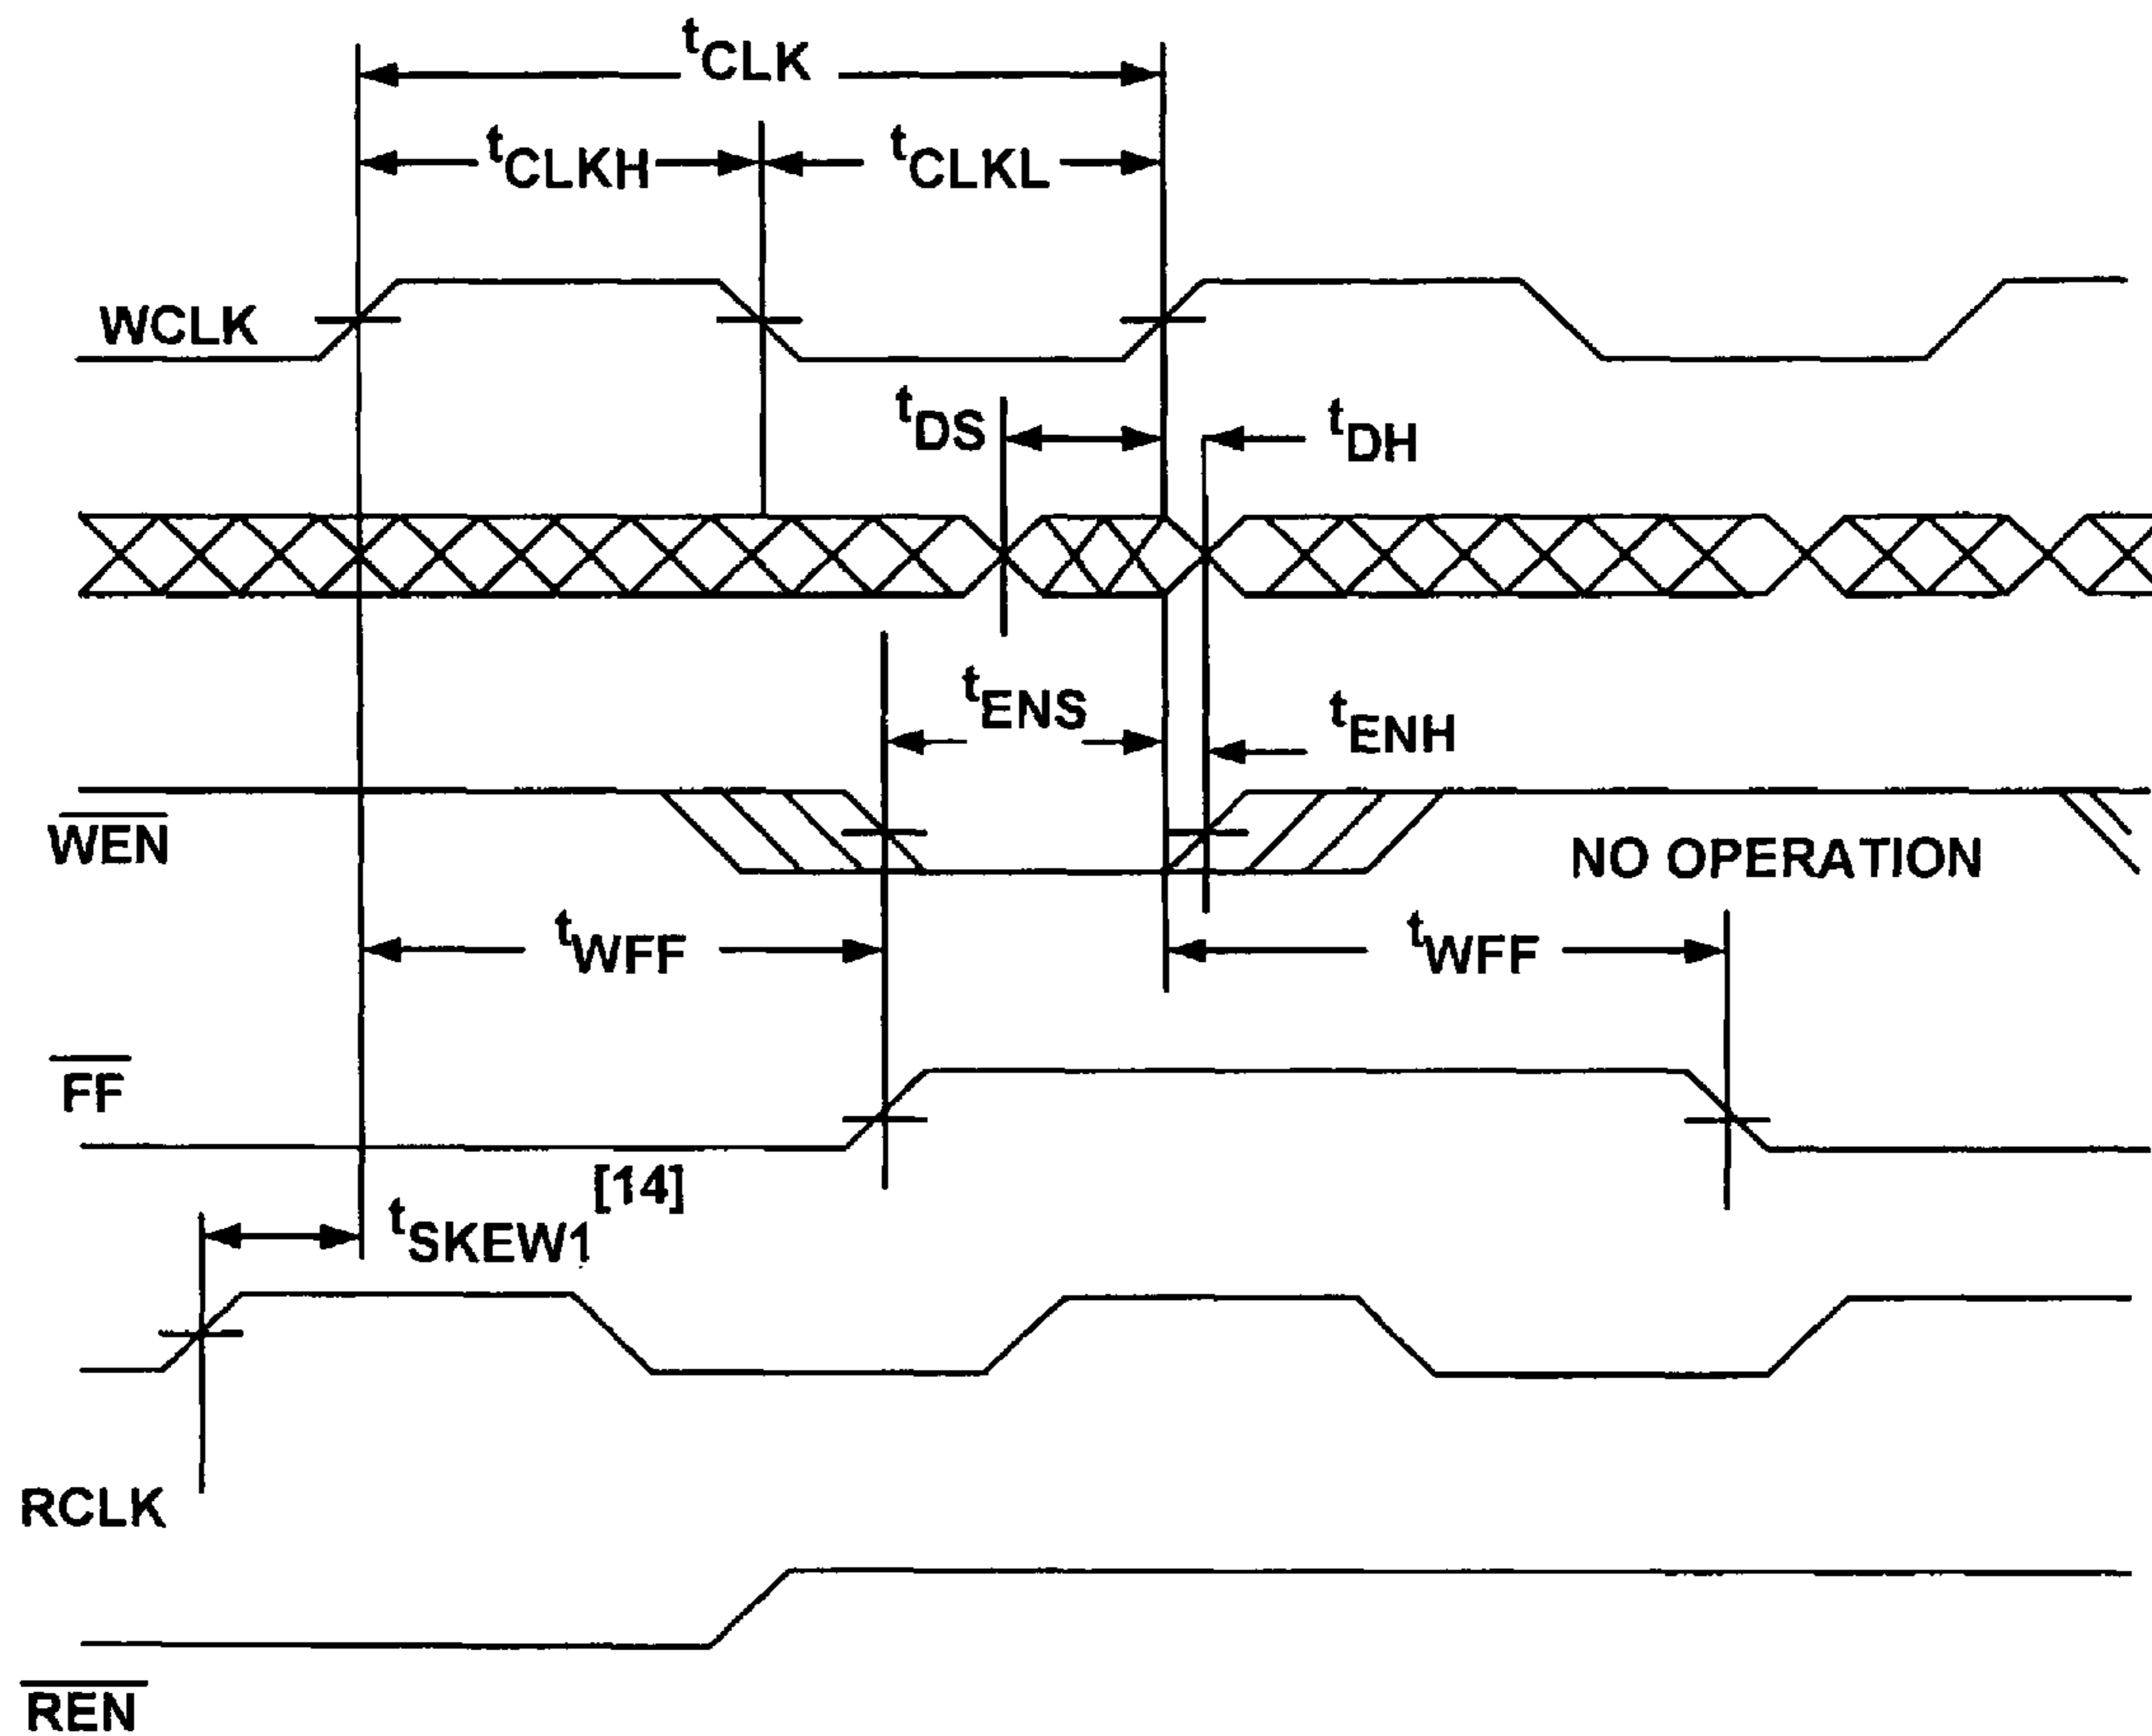 tCLK
tCLKH tCLKL
WCLK
tDS tDH
tENS tENH
WEN
NO OPERATION
tWFF tWFF
FF
tSKEW1[14]
RCLK
REN